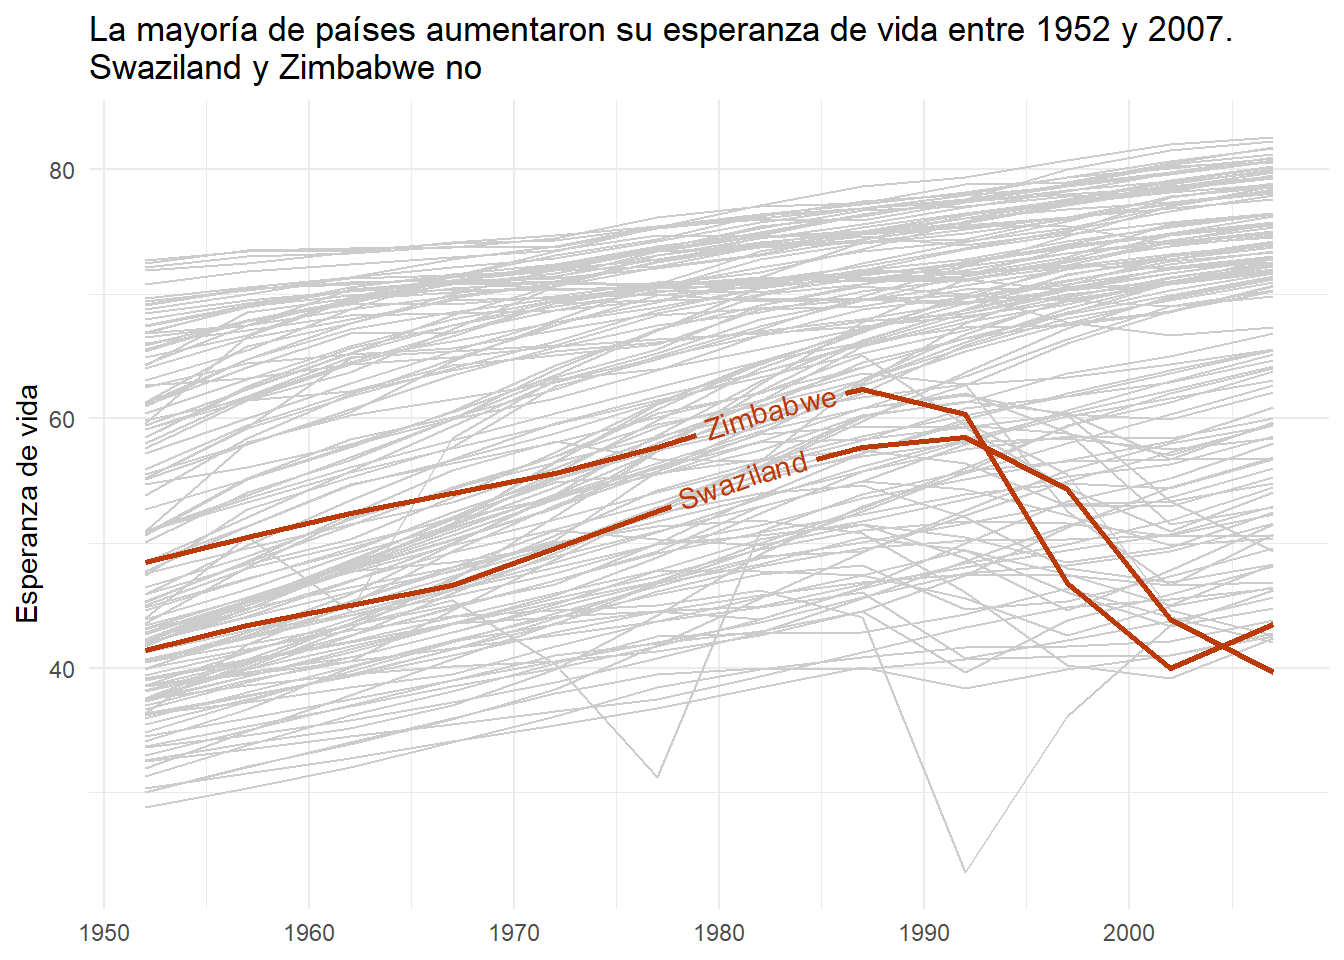 La mayoría de países aumentaron su esperanza de vida entre 1952 y 2007.
Swaziland y Zimbabwe no
80
60
40
Esperanza de vida
Zimbabwe
Swaziland
1950
1960
1970
1980
1990
2000